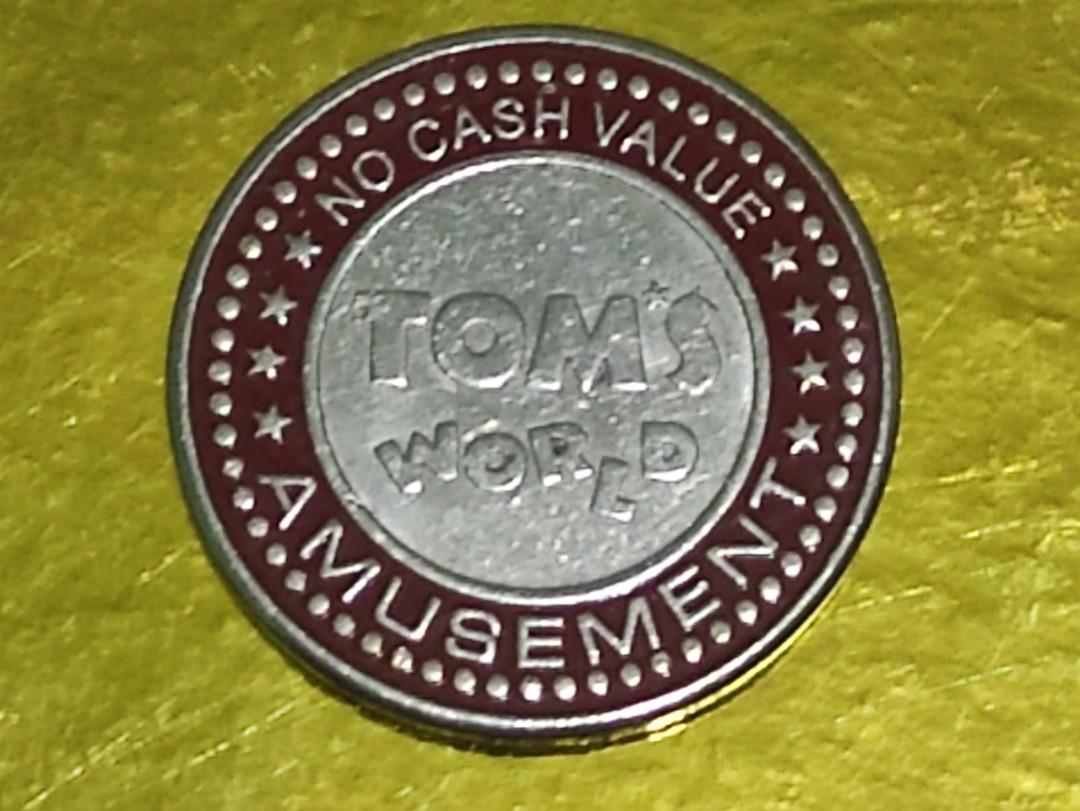 NO CASH VALUE
TOM'S
WORLD
AMUSEMENT